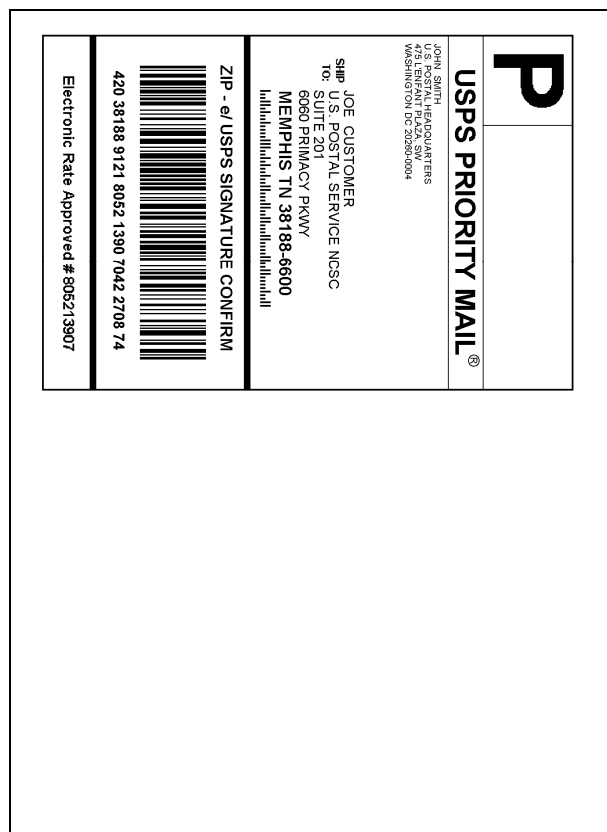 P
USPS PRIORITY MAIL®
JOHN SMITH
U.S. POSTAL HEADQUARTERS
475 L'ENFANT PLAZA, SW
WASHINGTON DC 20260-0004
SHIP TO:
JOE CUSTOMER
U.S. POSTAL SERVICE NCSC
SUITE 201
6060 PRIMACY PKWY
MEMPHIS TN 38188-6600
ZIP - e/ USPS SIGNATURE CONFIRM
420 38188 9121 8052 1390 7042 2708 74
Electronic Rate Approved # 805213907